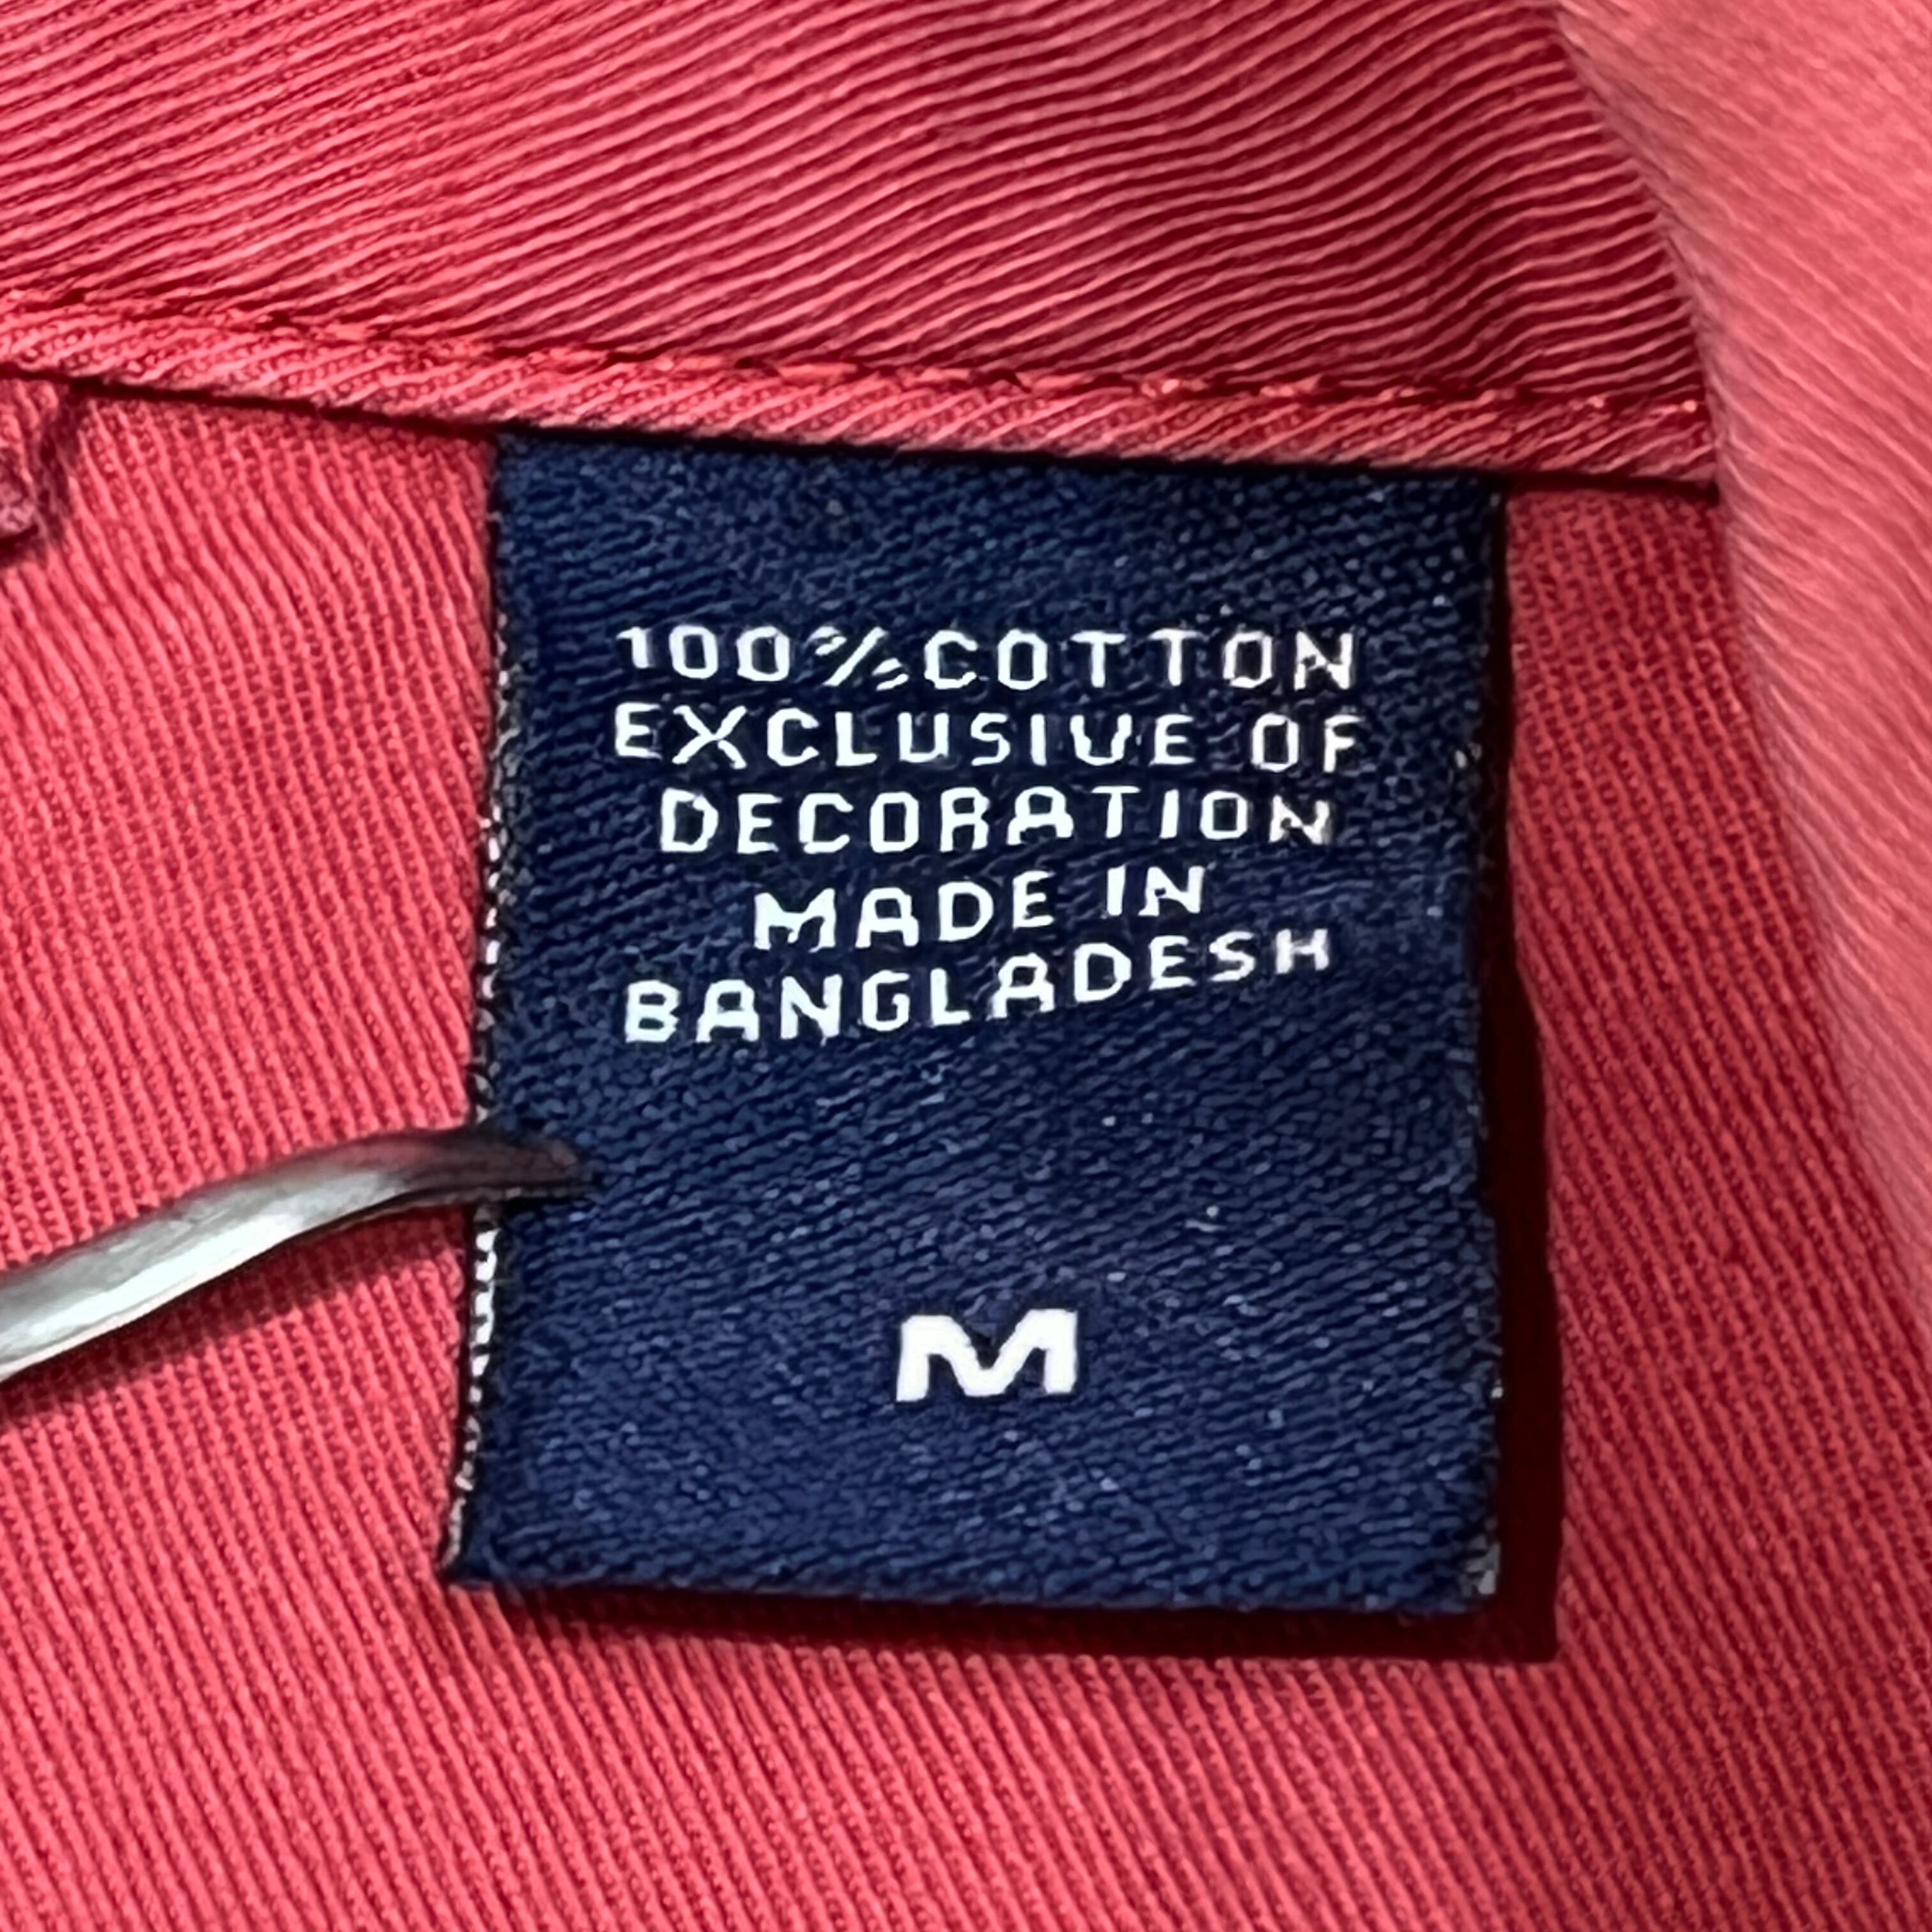 100%COTTON
EXCLUSIVE OF
DECORATION
MADE IN
BANGLADESH
M